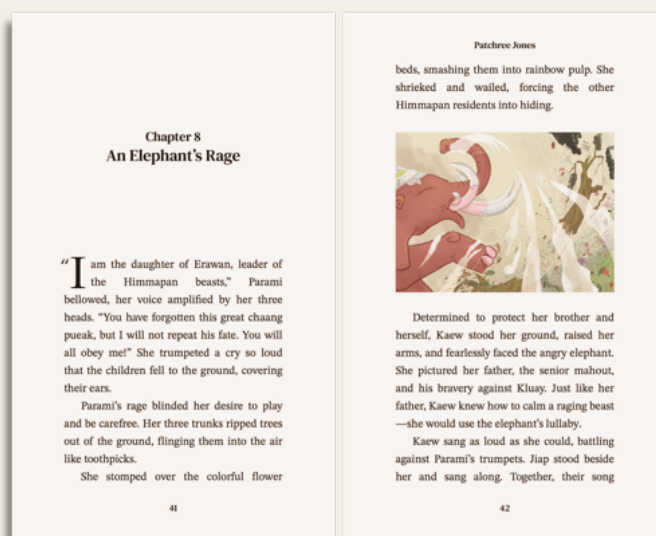 Chapter 8
An Elephant's Rage
“I am the daughter of Erawan, leader of
the Himmapan beasts,” Parami
bellowed, her voice amplified by her three
heads. “You have forgotten this great chaang
pueak, but I will not repeat his fate. You will
all obey me!” She trumpeted a cry so loud
that the children fell to the ground, covering
their ears.
Parami's rage blinded her desire to play
and be carefree. Her three trunks ripped trees
out of the ground, flinging them into the air
like toothpicks.
She stomped over the colorful flower
41
Patchree Jones
beds, smashing them into rainbow pulp. She
shrieked and wailed, forcing the other
Himmapan residents into hiding.
Determined to protect her brother and
herself, Kaew stood her ground, raised her
arms, and fearlessly faced the angry elephant.
She pictured her father, the senior mahout,
and his bravery against Kluay. Just like her
father, Kaew knew how to calm a raging beast
—she would use the elephant's lullaby.
Kaew sang as loud as she could, battling
against Parami's trumpets. Jiap stood beside
her and sang along. Together, their song
42